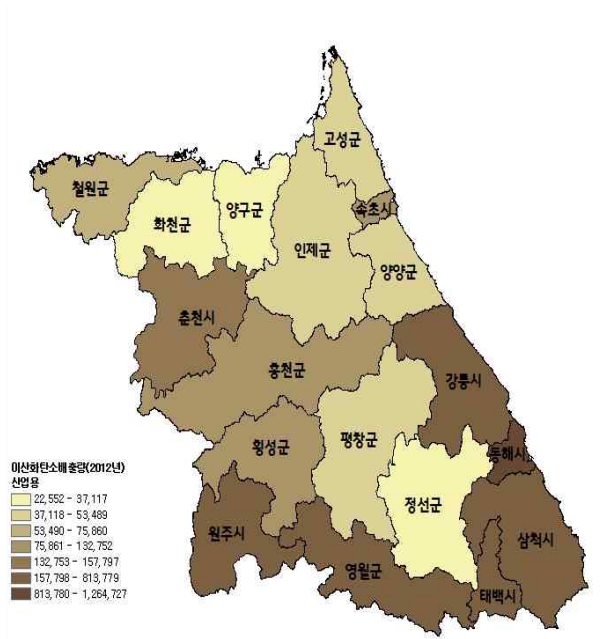 고성군
철원군
속초시
양구군
화천군
인제군
양양군
춘천시
홍천군
강릉시
횡성군
평창군
동해시
정선군
원주시
삼척시
영월군
태백시
이산화탄소배출량(2012년)
산업용
22,552 - 37,117
37,118 - 53,489
53,490 - 75,860
75,861 - 132,752
132,753 - 157,797
157,798 - 813,779
813,780 - 1,264,727